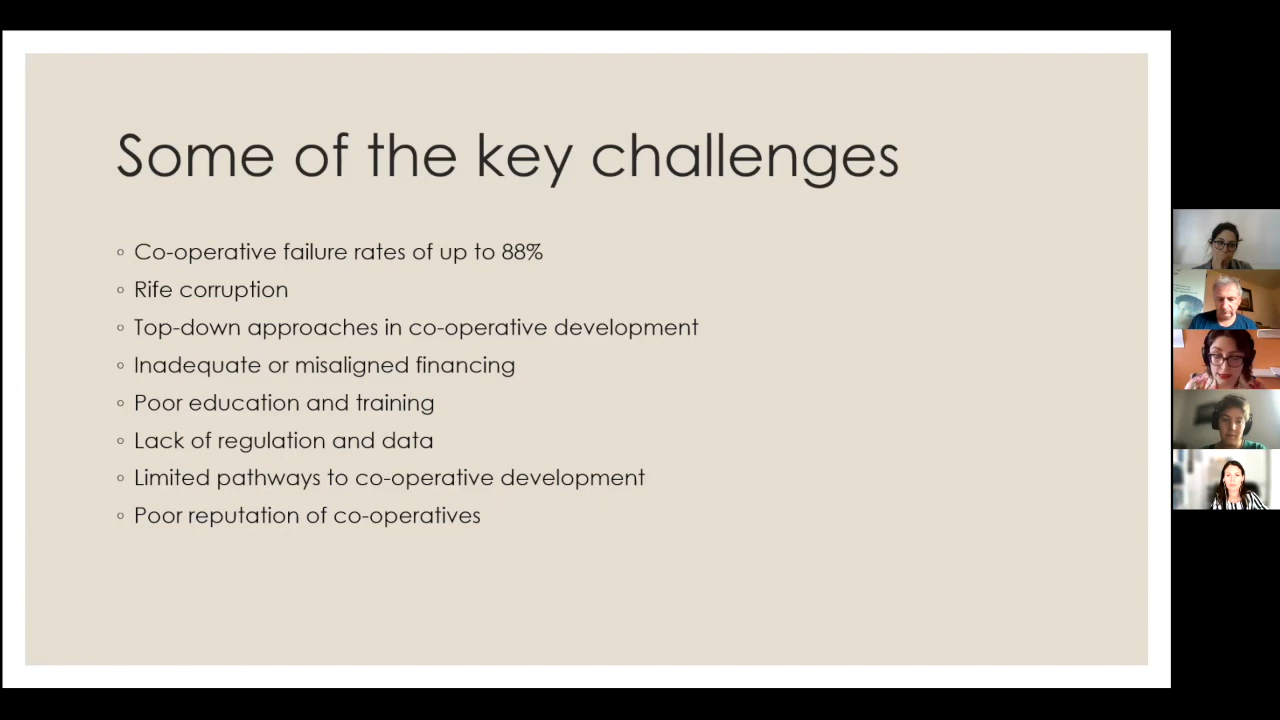 Some of the key challenges
◦ Co-operative failure rates of up to 88%
◦ Rife corruption
◦ Top-down approaches in co-operative development
◦ Inadequate or misaligned financing
◦ Poor education and training
◦ Lack of regulation and data
◦ Limited pathways to co-operative development
◦ Poor reputation of co-operatives